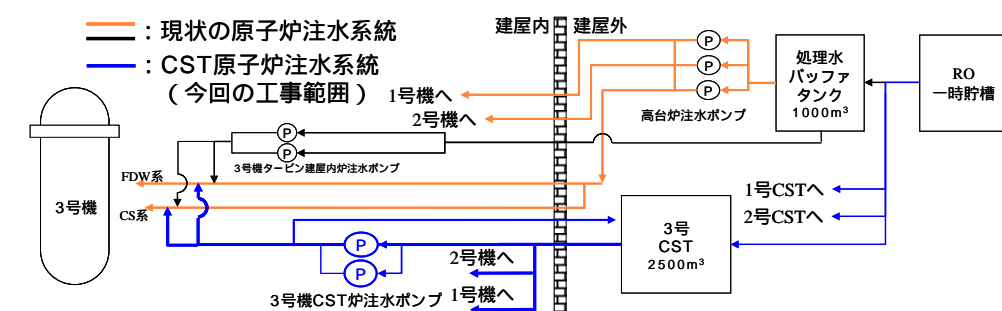 ：現状の原子炉注水系統
：CST原子炉注水系統
（今回の工事範囲）
建屋内
建屋外
P
P
P
高台炉注水ポンプ
処理水
バッファ
タンク
1000m³
RO
一時貯槽
1号機へ
2号機へ
P
P
3号機タービン建屋内炉注水ポンプ
FDW系
CS系
3号機
1号CSTへ
2号CSTへ
3号
CST
2500m³
P
P
3号機CST炉注水ポンプ
2号機へ
1号機へ